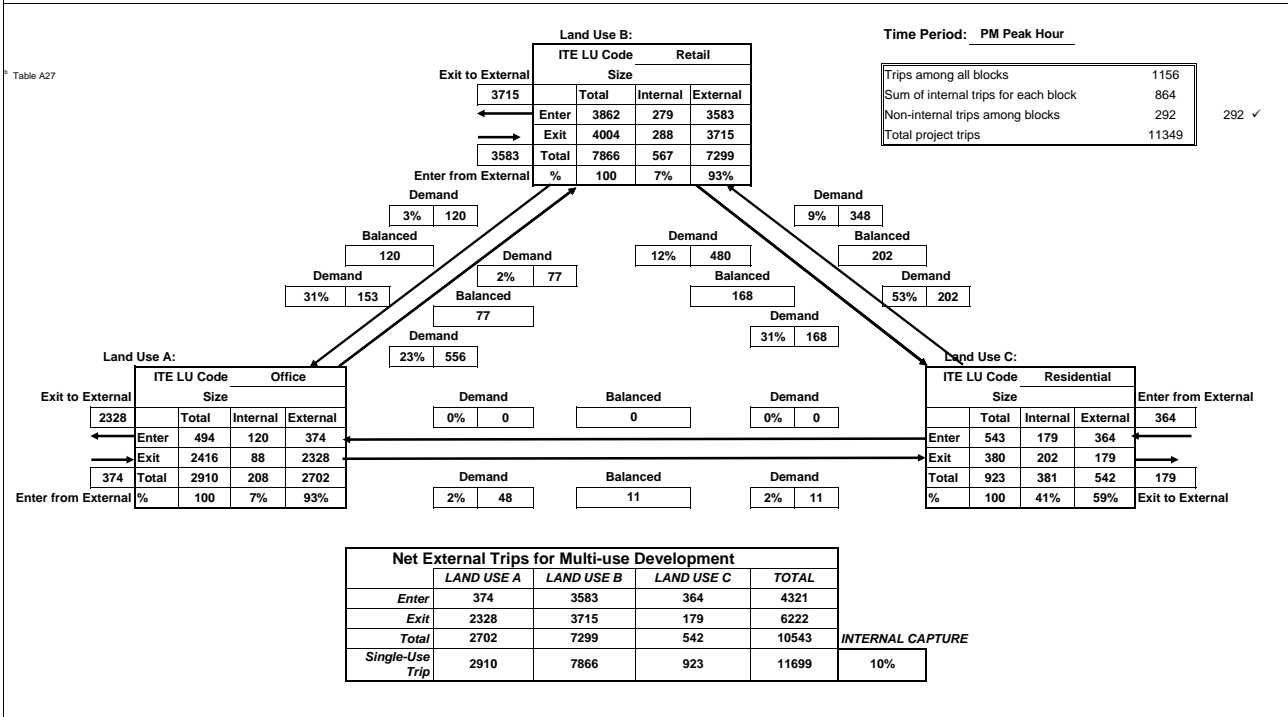 Land Use B:
Time Period: PM Peak Hour
ITE LU Code Retail
Table A27
Exit to External Size
3715 Total Internal External
Enter 3862 279 3583
Exit 4004 288 3715
3583 Total 7866 567 7299
Enter from External % 100 7% 93%
Trips among all blocks 1156
Sum of internal trips for each block 864
Non-internal trips among blocks 292 292 ✓
Total project trips 11349
Demand
3% 120
Balanced
120
Demand
31% 153
Demand
2% 77
Balanced
77
Demand
23% 556
Demand
12% 480
Balanced
168
Demand
31% 168
Demand
9% 348
Balanced
202
Demand
53% 202
Land Use A:
ITE LU Code Office
Exit to External Size
2328 Total Internal External
Enter 494 120 374
Exit 2416 88 2328
374 Total 2910 208 2702
Enter from External % 100 7% 93%
Demand Balanced Demand
0% 0 0 0% 0
Demand Balanced Demand
2% 48 11 2% 11
Land Use C:
ITE LU Code Residential
Size Enter from External
Total Internal External 364
Enter 543 179 364
Exit 380 202 179
Total 923 381 542 179
% 100 41% 59% Exit to External
Net External Trips for Multi-use Development
LAND USE A LAND USE B LAND USE C TOTAL
Enter 374 3583 364 4321
Exit 2328 3715 179 6222
Total 2702 7299 542 10543 INTERNAL CAPTURE
Single-Use
Trip 2910 7866 923 11699 10%